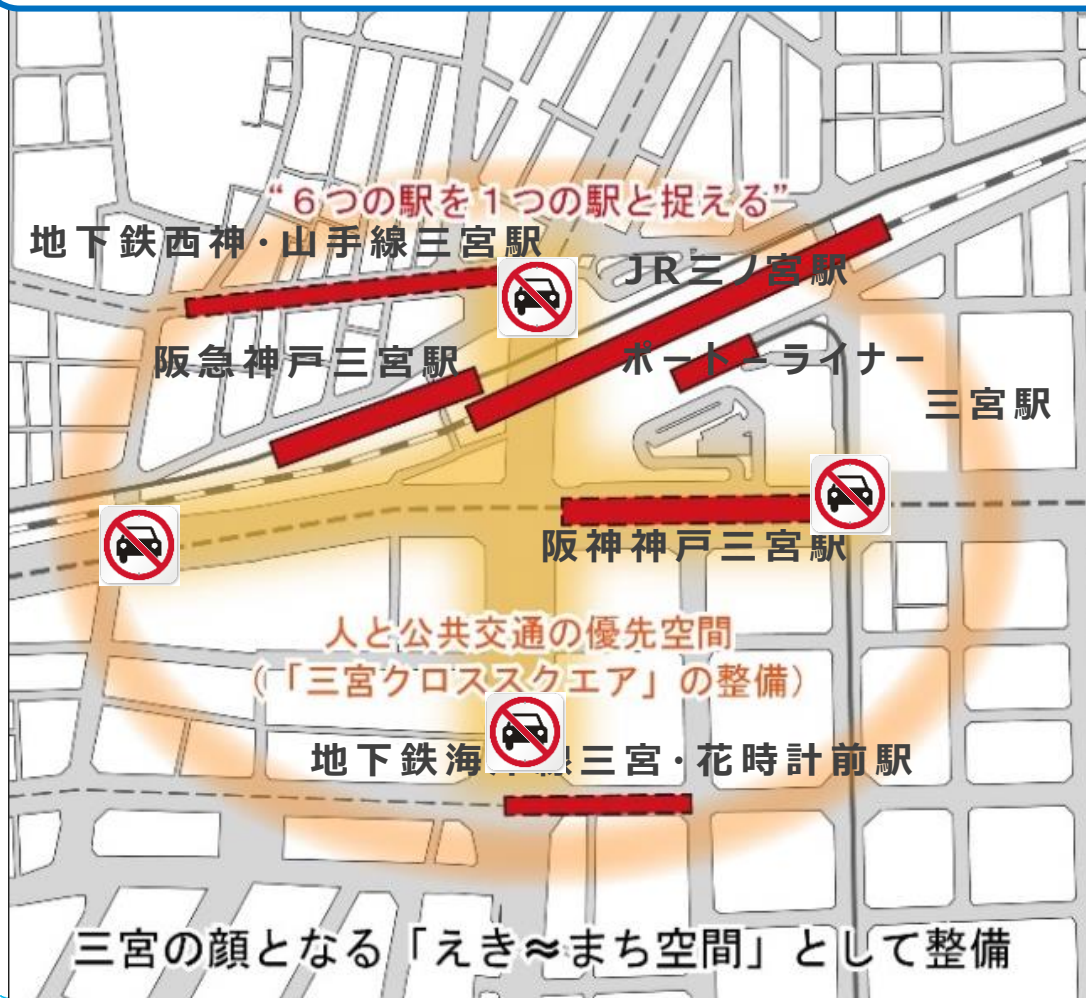 “６つの駅を１つの駅と捉える”
地下鉄西神・山手線三宮駅
JR三ノ宮駅
阪急神戸三宮駅
ポートライナー
三宮駅
阪神神戸三宮駅
人と公共交通の優先空間
（「三宮クロススクエア」の整備）
地下鉄海線三宮・花時計前駅
三宮の顔となる「えき≈まち空間」として整備